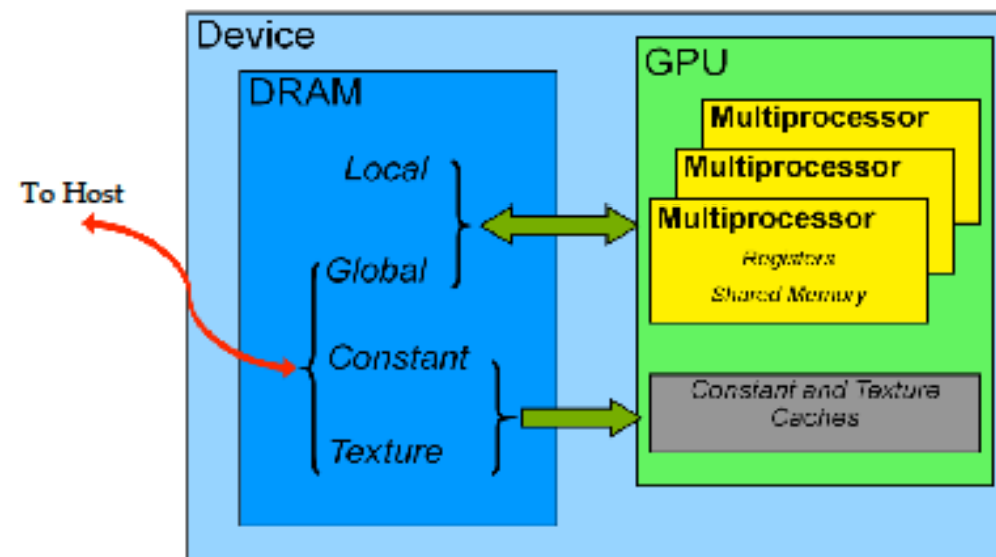 Device
DRAM
Local
Global
Constant
Texture
To Host
GPU
Multiprocessor
Multiprocessor
Multiprocessor
Registers
Shared Memory
Constant and Texture
Caches